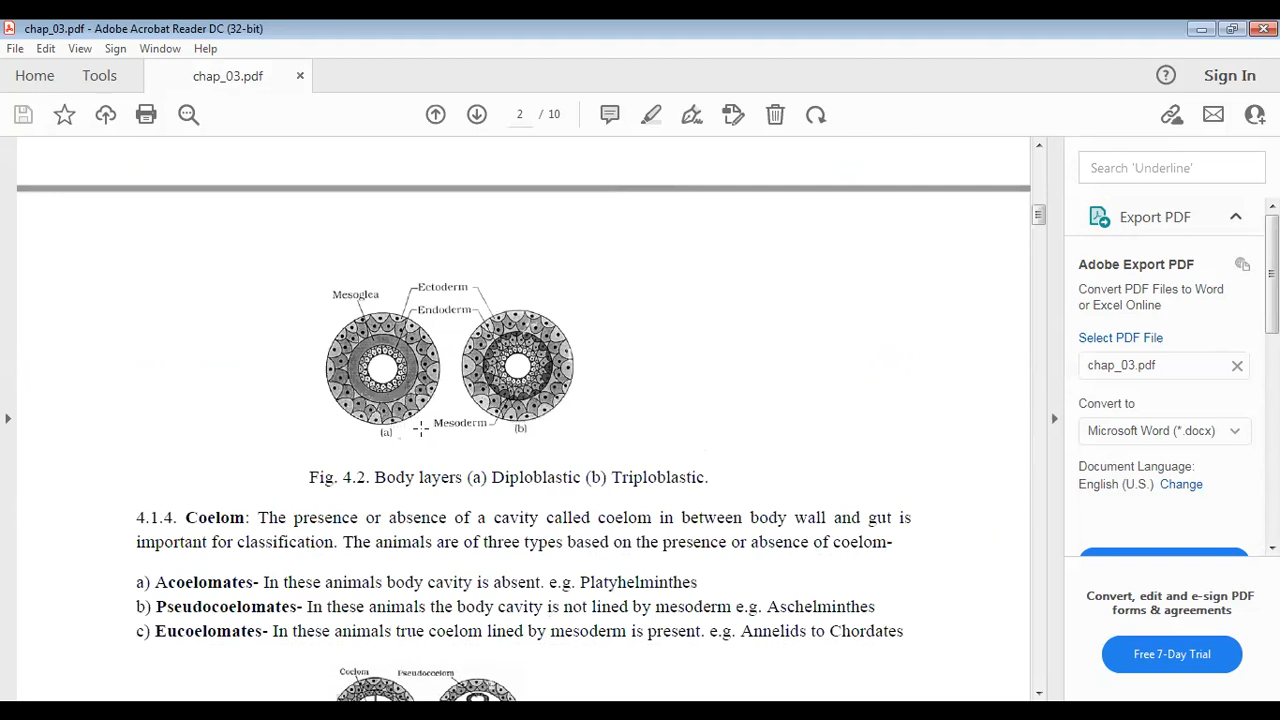 chap_03.pdf - Adobe Acrobat Reader DC (32-bit)
File Edit View Sign Window Help
Home Tools chap_03.pdf × Sign In
2 / 10
Search 'Underline'
Export PDF
Adobe Export PDF
Convert PDF Files to Word
or Excel Online
Select PDF File
chap_03.pdf
Convert to
Microsoft Word (*.docx)
Document Language:
English (U.S.) Change
Convert, edit and e-sign PDF
forms & agreements
Free 7-Day Trial
Mesoglea
Ectoderm
Endoderm
Mesoderm
(a)
(b)
Fig. 4.2. Body layers (a) Diploblastic (b) Triploblastic.
4.1.4. Coelom: The presence or absence of a cavity called coelom in between body wall and gut is
important for classification. The animals are of three types based on the presence or absence of coelom-
a) Acoelomates- In these animals body cavity is absent. e.g. Platyhelminthes
b) Pseudocoelomates- In these animals the body cavity is not lined by mesoderm e.g. Aschelminthes
c) Eucoelomates- In these animals true coelom lined by mesoderm is present. e.g. Annelids to Chordates
Coelom
Pseudocoelom